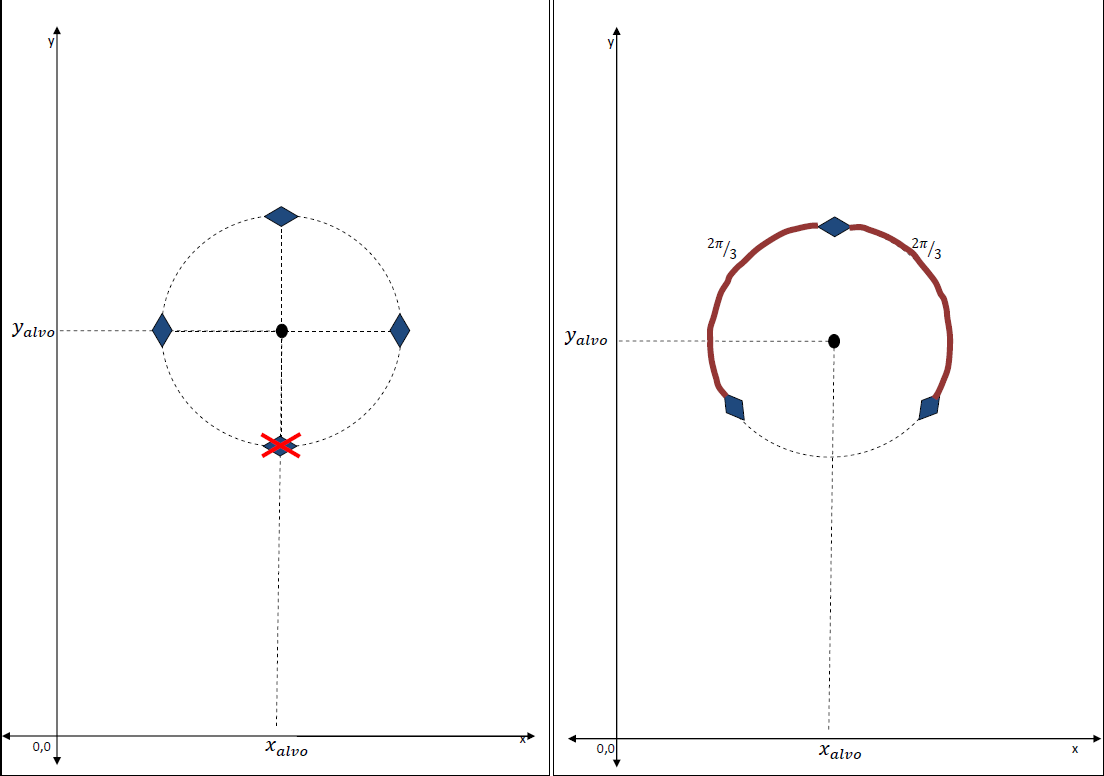 y
y_alvo
0,0
x_alvo
x
y
2π/3
2π/3
y_alvo
0,0
x_alvo
x